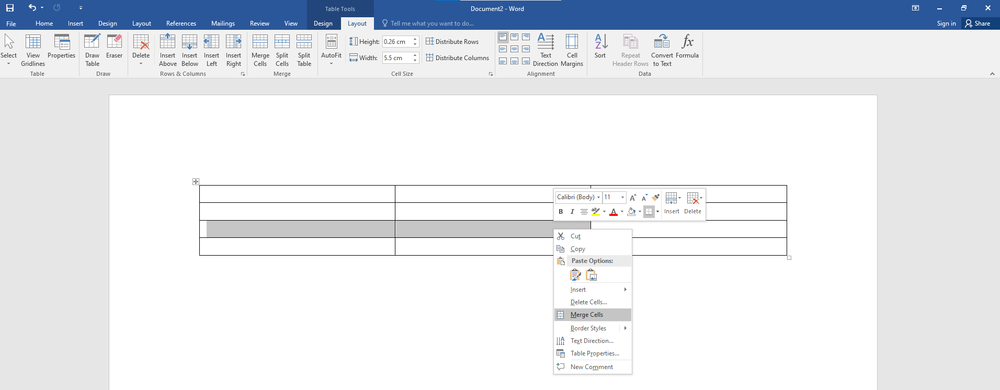 Table Tools
Document2 - Word
File Home Insert Design Layout References Mailings Review View Design Layout Tell me what you want to do... Sign in Share
Select
View Gridlines
Properties
Table
Draw Table
Eraser
Draw
Delete
Insert Above
Insert Below
Insert Left
Insert Right
Rows & Columns
Merge Cells
Split Cells
Split Table
Merge
AutoFit
Height: 0.26 cm
Width: 5.5 cm
Distribute Rows
Distribute Columns
Cell Size
Text Direction
Cell Margins
Alignment
A Z
Sort
Repeat Header Rows
Convert to Text
fx
Formula
Data
Calibri (Body) 11 A A
B I ab A Insert Delete
Cut
Copy
Paste Options:
Insert
Delete Cells...
Merge Cells
Border Styles
Text Direction...
Table Properties...
New Comment